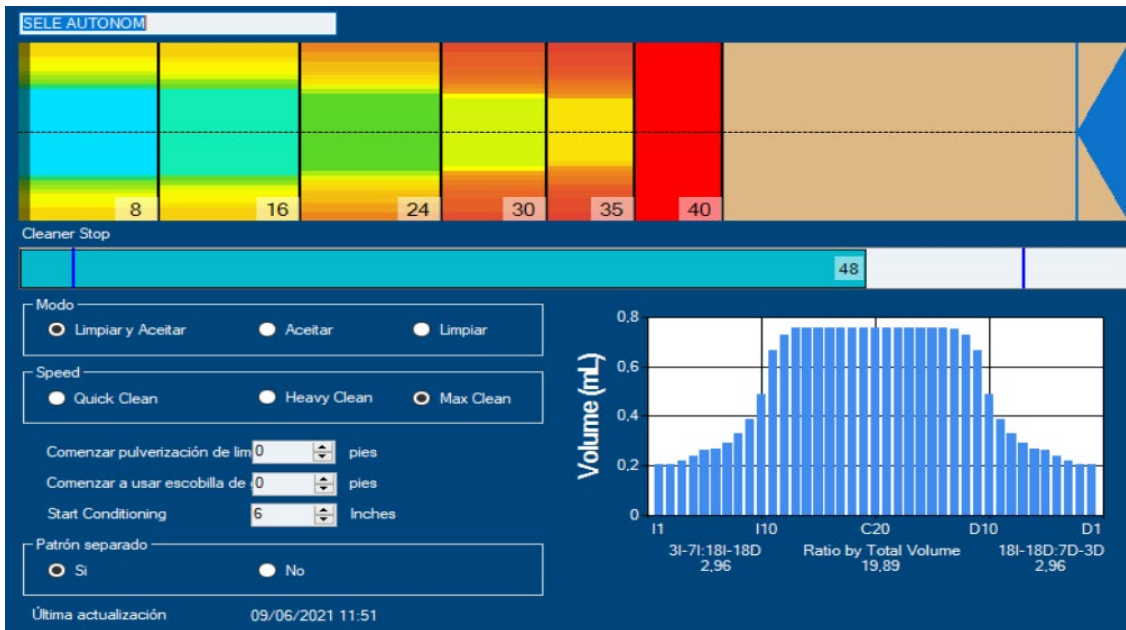 SELE AUTONOM
8 16 24 30 35 40
Cleaner Stop
48
Modo
Limpiar y Aceitar Aceitar Limpiar
Speed
Quick Clean Heavy Clean Max Clean
Comenzar pulverización de lim 0 pies
Comenzar a usar escobilla de 0 pies
Start Conditioning 6 Inches
Patrón separado
Si No
Última actualización 09/06/2021 11:51
Volume (mL)
0,8
0,6
0,4
0,2
0
I1 I10 C20 D10 D1
3I-7I:18I-18D Ratio by Total Volume 18I-18D:7D-3D
2,96 19,89 2,96